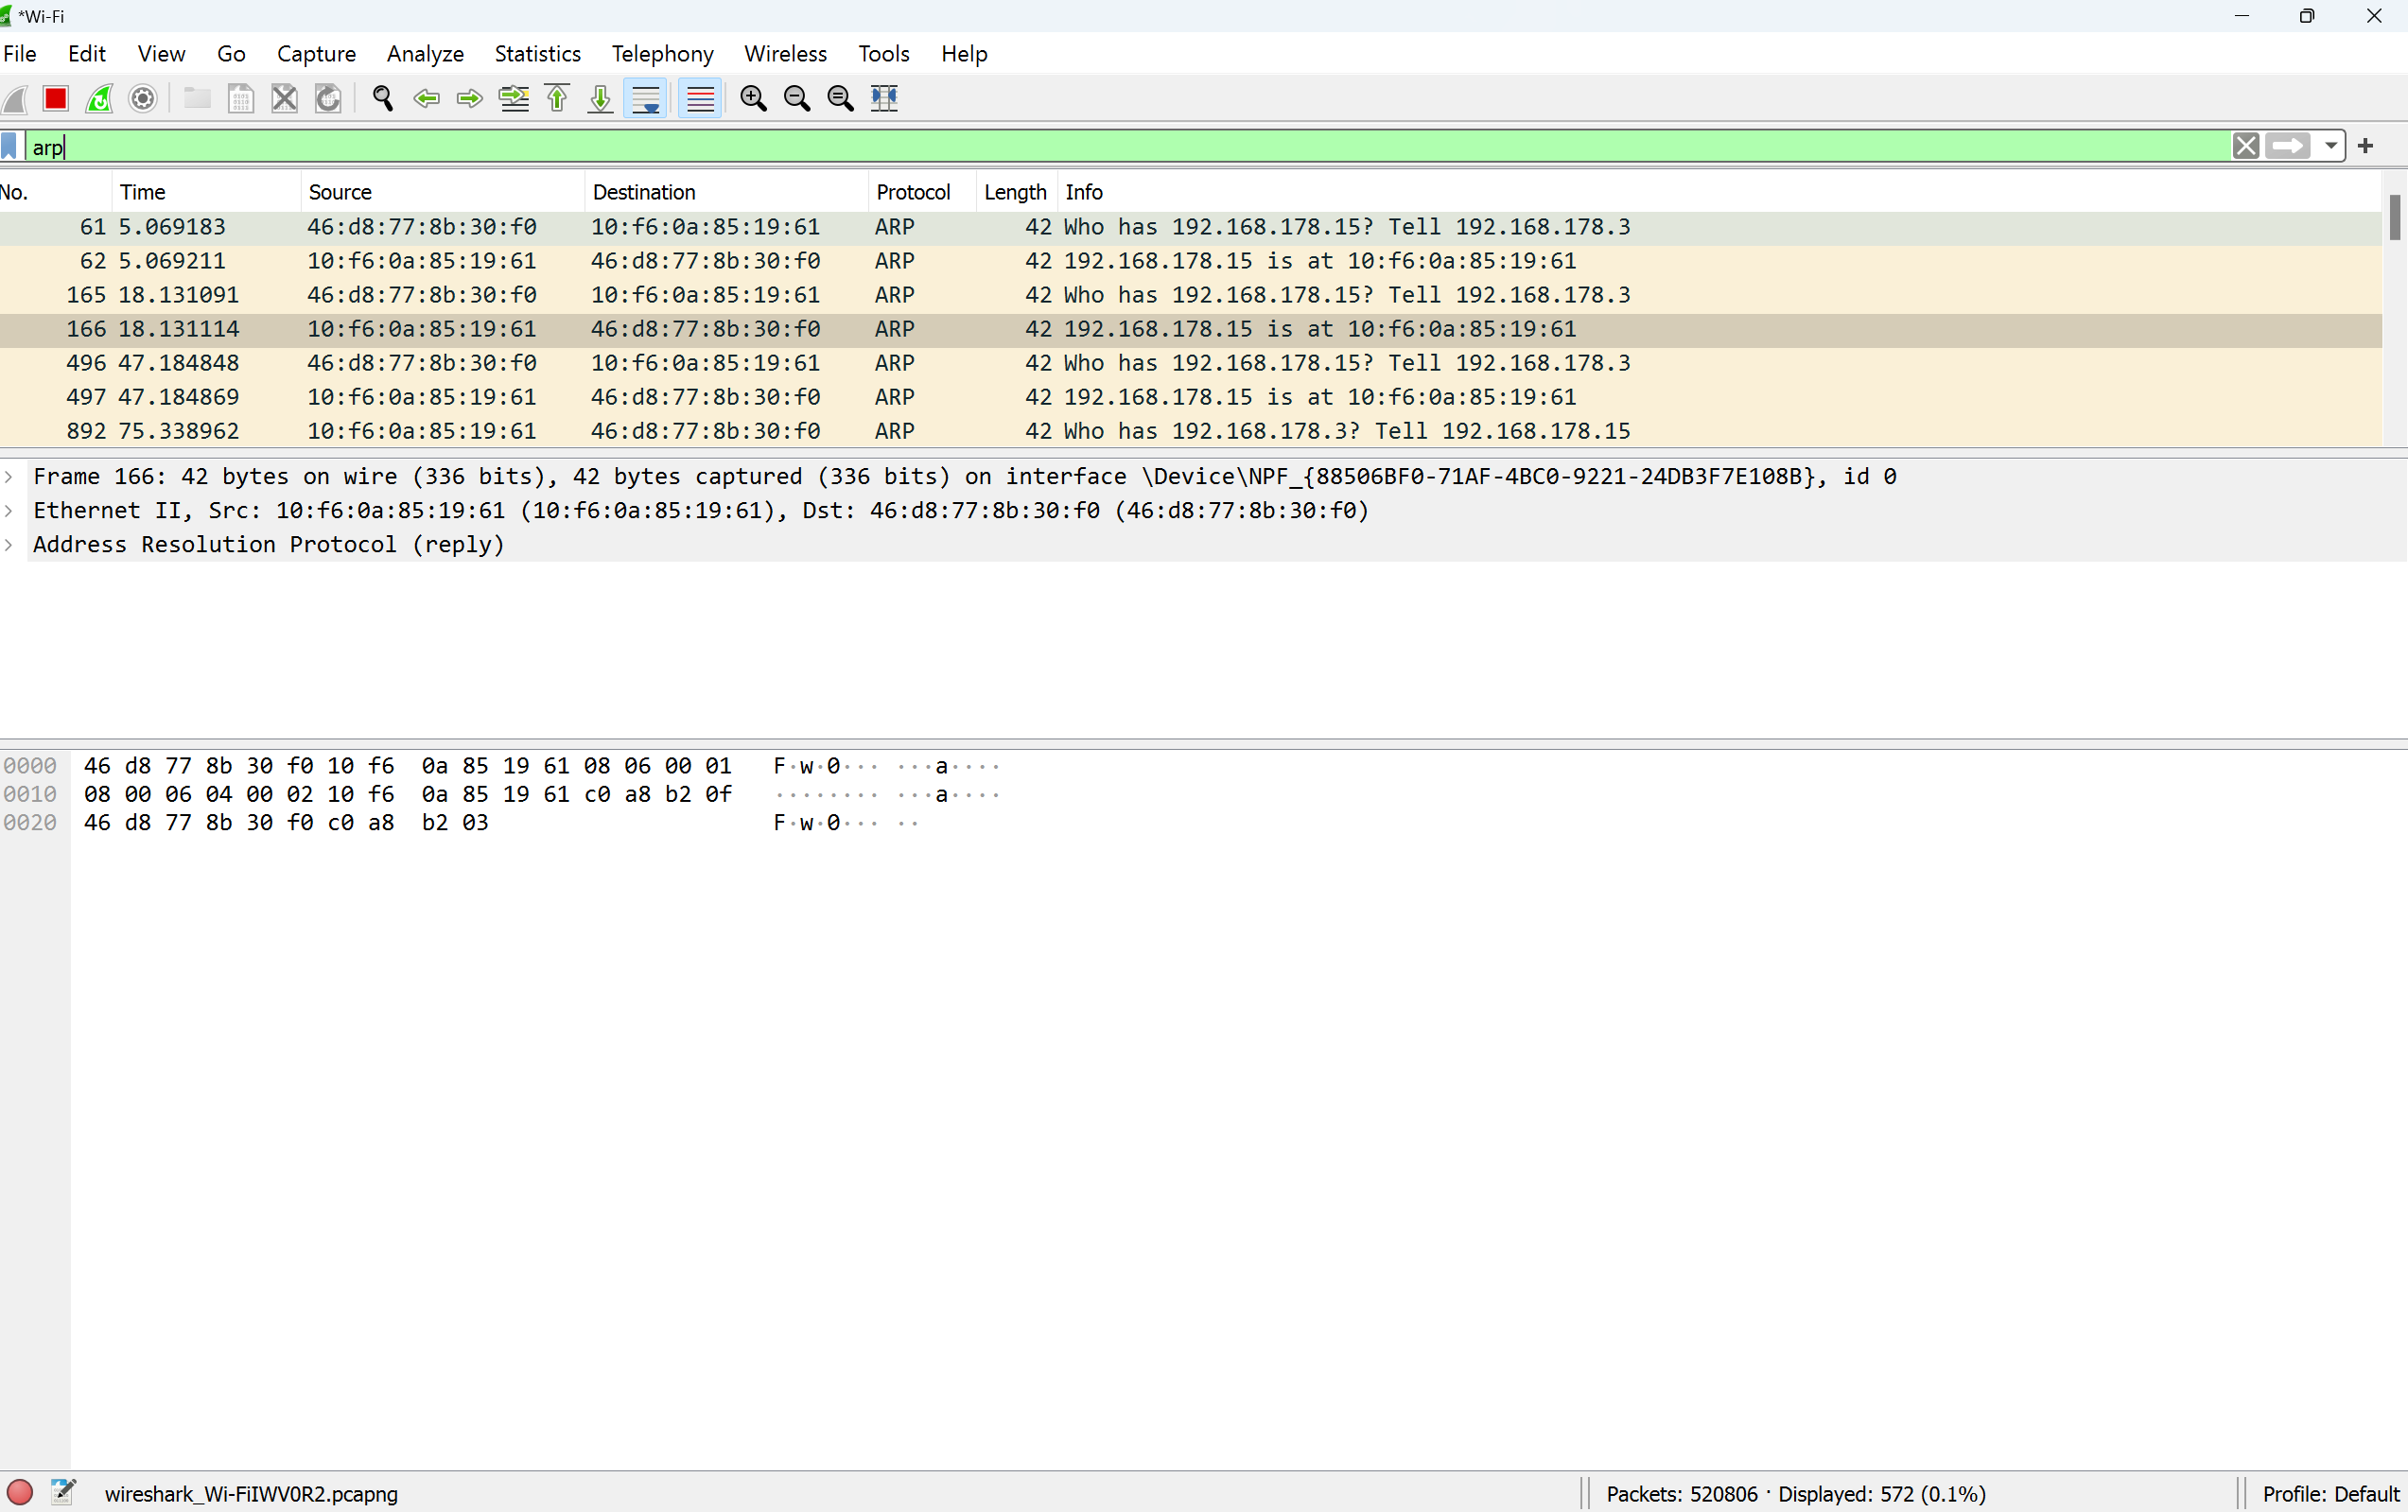 *Wi-Fi
File Edit View Go Capture Analyze Statistics Telephony Wireless Tools Help
arp
No. Time Source Destination Protocol Length Info
61 5.069183 46:d8:77:8b:30:f0 10:f6:0a:85:19:61 ARP 42 Who has 192.168.178.15? Tell 192.168.178.3
62 5.069211 10:f6:0a:85:19:61 46:d8:77:8b:30:f0 ARP 42 192.168.178.15 is at 10:f6:0a:85:19:61
165 18.131091 46:d8:77:8b:30:f0 10:f6:0a:85:19:61 ARP 42 Who has 192.168.178.15? Tell 192.168.178.3
166 18.131114 10:f6:0a:85:19:61 46:d8:77:8b:30:f0 ARP 42 192.168.178.15 is at 10:f6:0a:85:19:61
496 47.184848 46:d8:77:8b:30:f0 10:f6:0a:85:19:61 ARP 42 Who has 192.168.178.15? Tell 192.168.178.3
497 47.184869 10:f6:0a:85:19:61 46:d8:77:8b:30:f0 ARP 42 192.168.178.15 is at 10:f6:0a:85:19:61
892 75.338962 10:f6:0a:85:19:61 46:d8:77:8b:30:f0 ARP 42 Who has 192.168.178.3? Tell 192.168.178.15
Frame 166: 42 bytes on wire (336 bits), 42 bytes captured (336 bits) on interface \Device\NPF_{88506BF0-71AF-4BC0-9221-24DB3F7E108B}, id 0
Ethernet II, Src: 10:f6:0a:85:19:61 (10:f6:0a:85:19:61), Dst: 46:d8:77:8b:30:f0 (46:d8:77:8b:30:f0)
Address Resolution Protocol (reply)
0000 46 d8 77 8b 30 f0 10 f6 0a 85 19 61 08 06 00 01 F·w·0··· ···a····
0010 08 00 06 04 00 02 10 f6 0a 85 19 61 c0 a8 b2 0f ········ ···a····
0020 46 d8 77 8b 30 f0 c0 a8 b2 03 F·w·0··· ··
wireshark_Wi-FiIWV0R2.pcapng Packets: 520806 · Displayed: 572 (0.1%) Profile: Default